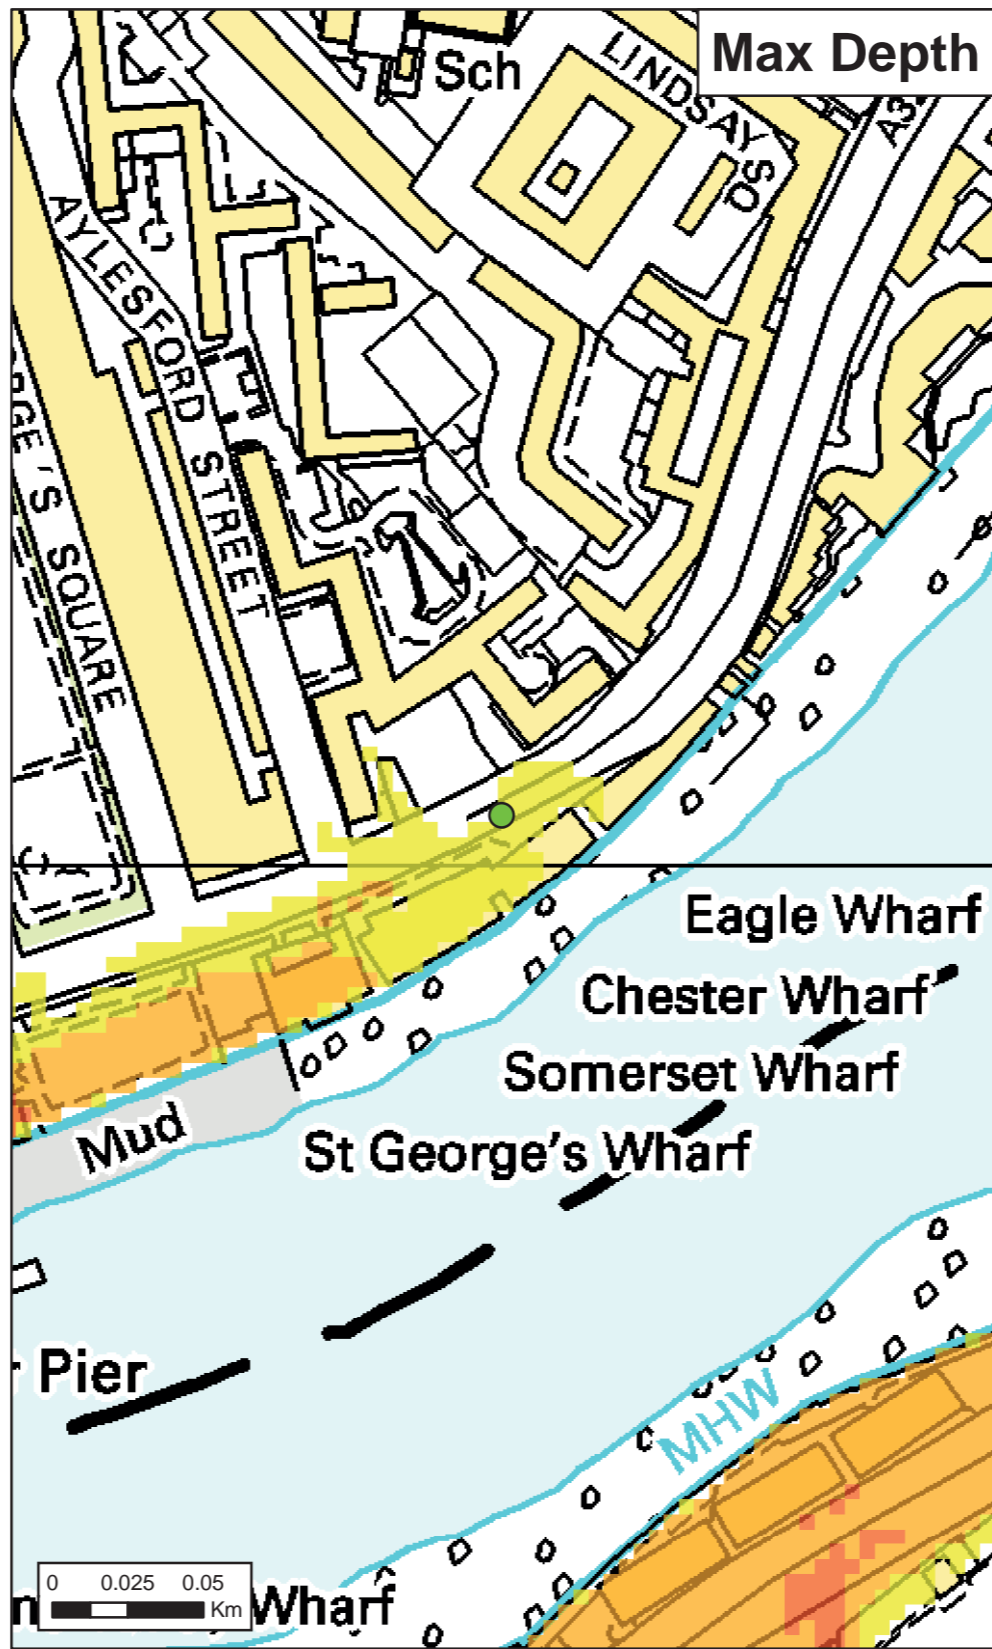 Max Depth
Sch
LINDSAY SQ
A3
AYLESFORD STREET
RGE'S SQUARE
Eagle Wharf
Chester Wharf
Somerset Wharf
St George's Wharf
Mud
r Pier
MHW
0 0.025 0.05
Km
Wharf